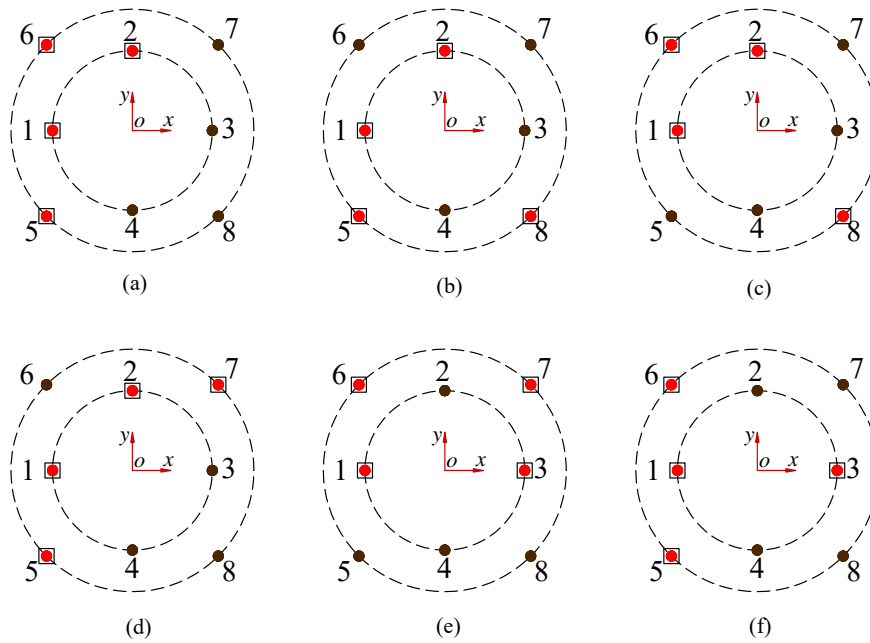 6 2 7 6 2 7 6 2 7
y y y
1 o x 3 1 o x 3 1 o x 3
5 4 8 5 4 8 5 4 8
(a) (b) (c)
6 2 7 6 2 7 6 2 7
y y y
1 o x 3 1 o x 3 1 o x 3
5 4 8 5 4 8 5 4 8
(d) (e) (f)